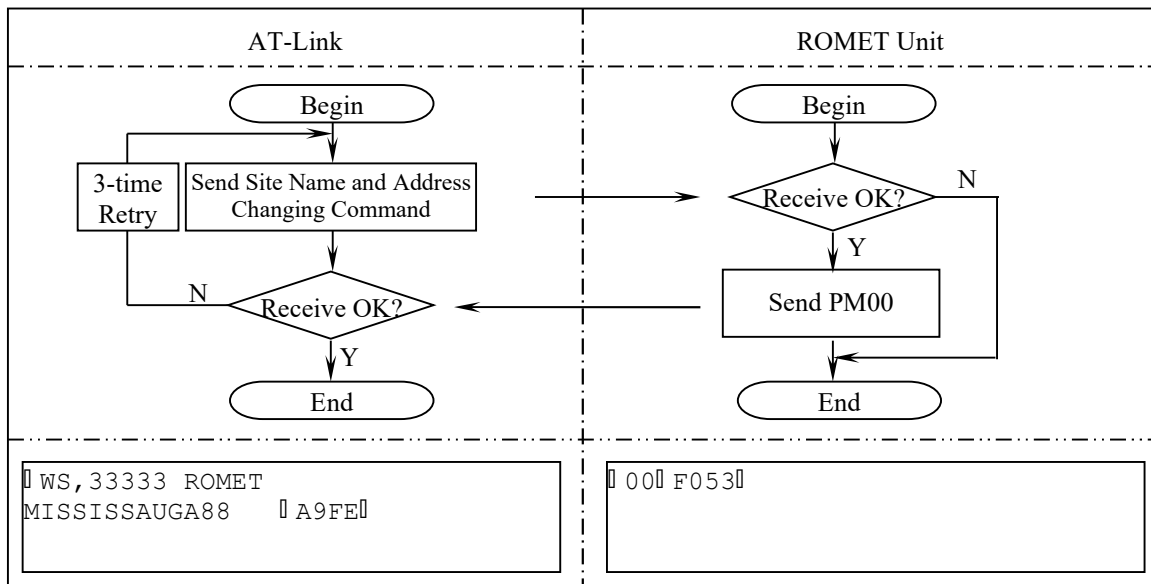 AT-Link
ROMET Unit
Begin
3-time
Retry
Send Site Name and Address
Changing Command
N
Receive OK?
Y
End
Begin
Receive OK?
N
Y
Send PM00
End
▯WS,33333 ROMET
MISSISSAUGA88 ▯A9FE▯
▯00▯F053▯